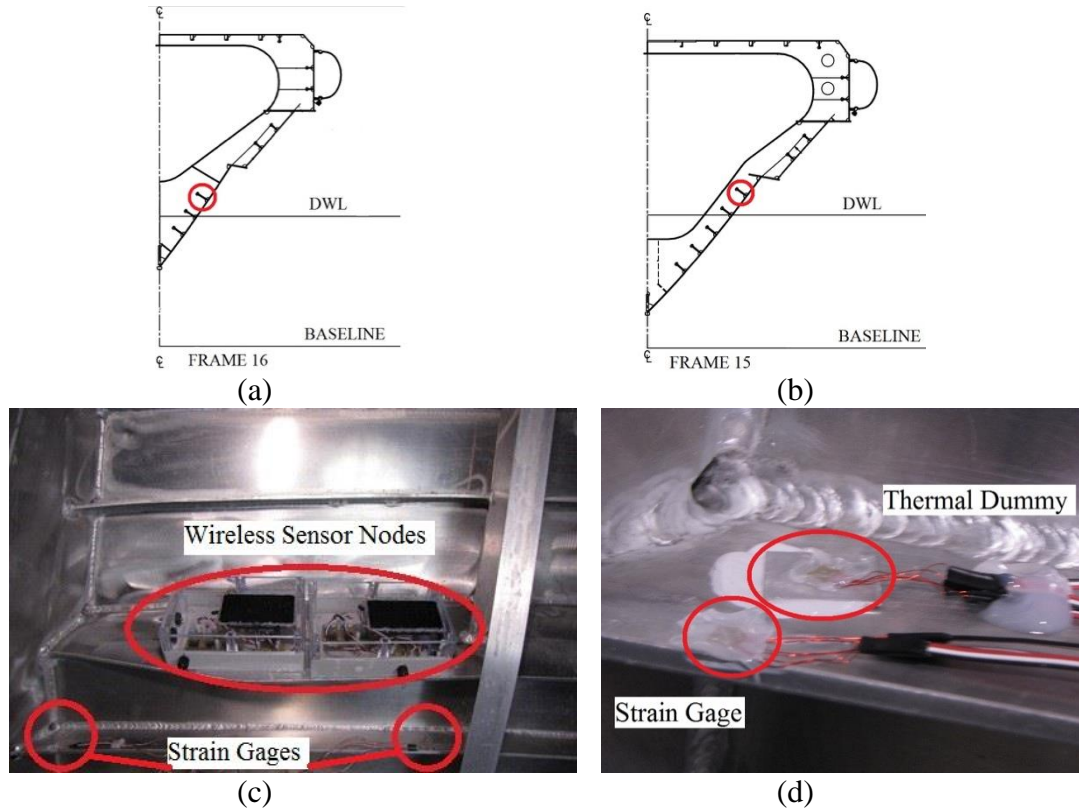 ℄
℄
DWL
DWL
BASELINE
BASELINE
℄ FRAME 16
℄ FRAME 15
(a)
(b)
Wireless Sensor Nodes
Strain Gages
Thermal Dummy
Strain Gage
(c)
(d)